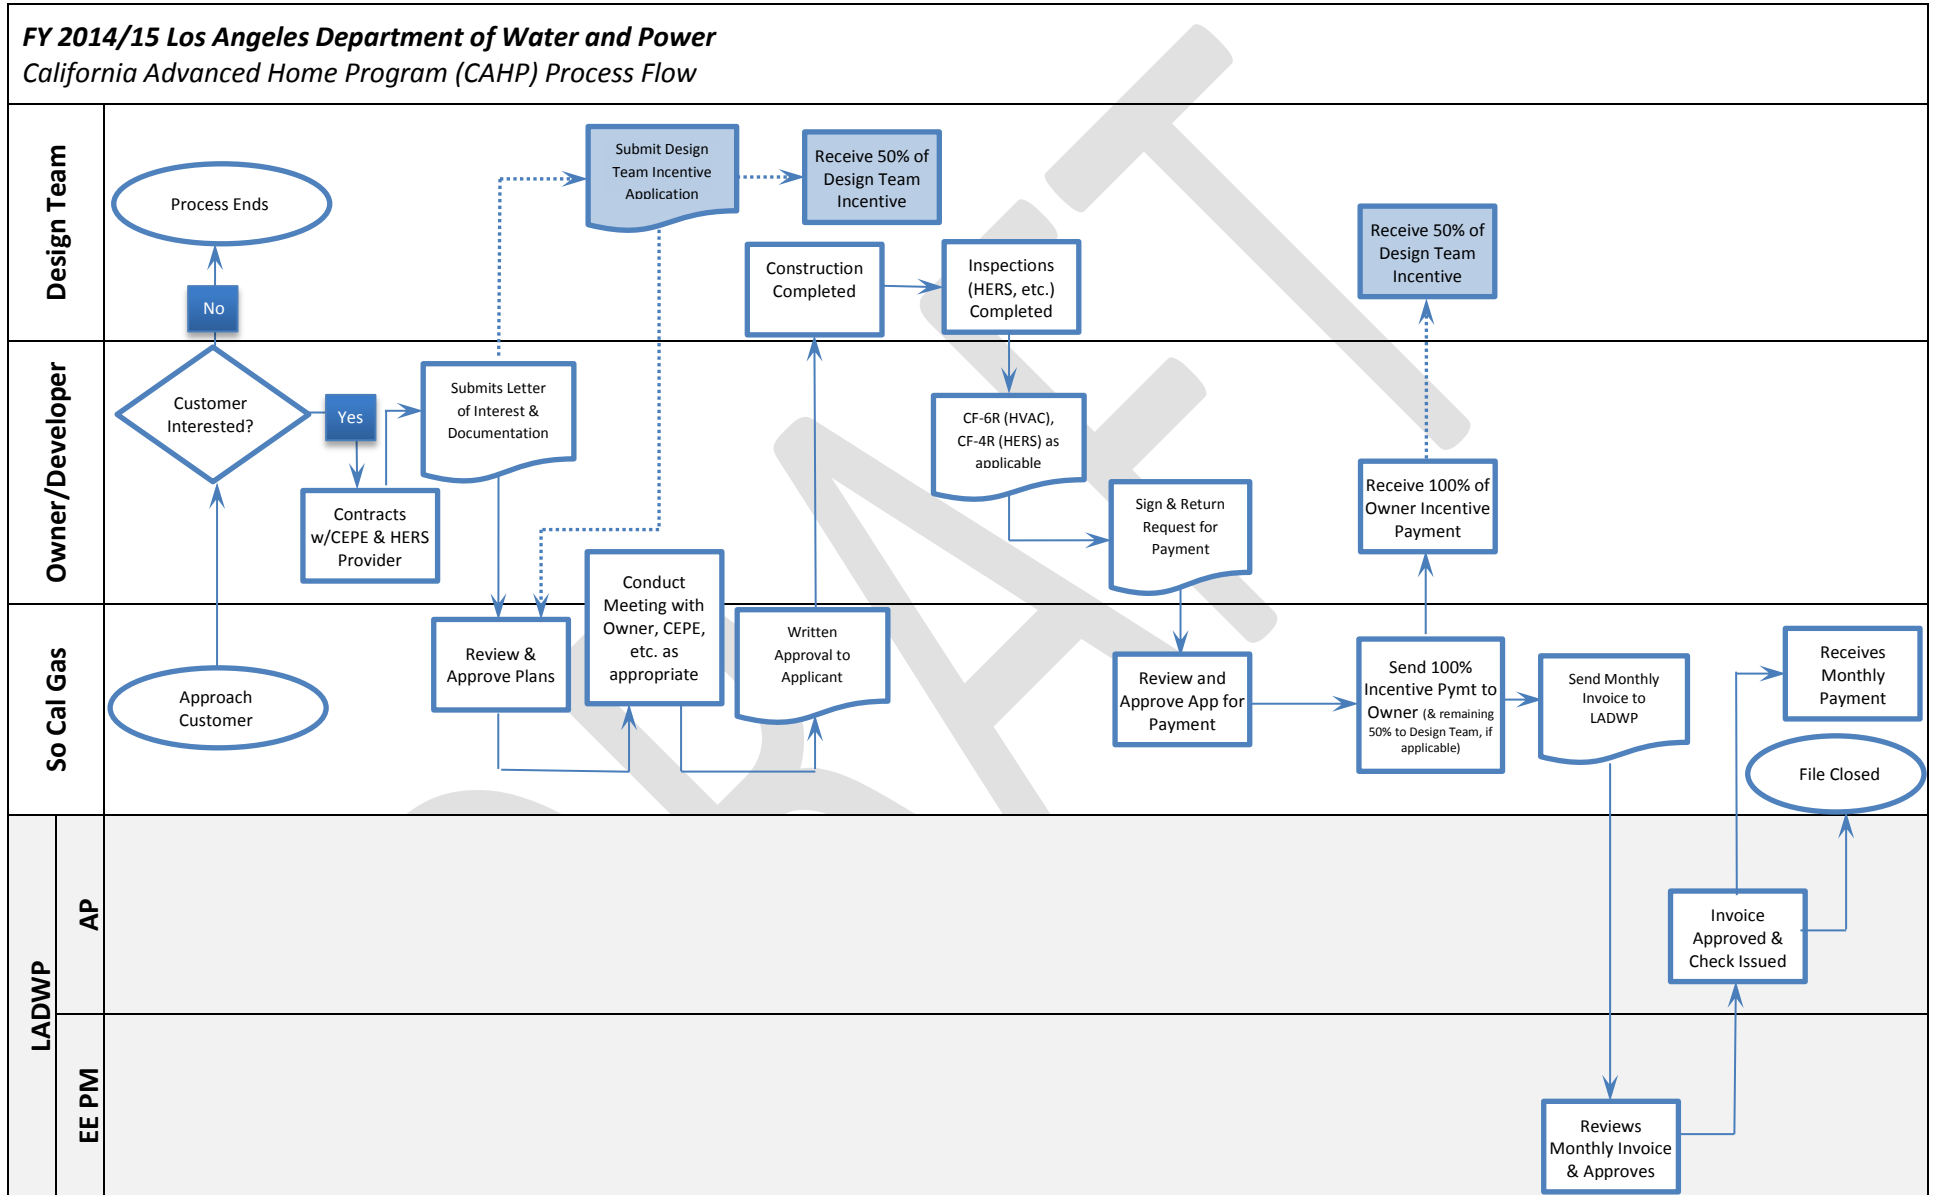 FY 2014/15 Los Angeles Department of Water and Power
California Advanced Home Program (CAHP) Process Flow
Design Team
Process Ends
No
Submit Design
Team Incentive
Application
Receive 50% of
Design Team
Incentive
Construction
Completed
Inspections
(HERS, etc.)
Completed
Receive 50% of
Design Team
Incentive
Owner/Developer
Customer
Interested?
Yes
Contracts
w/CEPE & HERS
Provider
Submits Letter
of Interest &
Documentation
CF-6R (HVAC),
CF-4R (HERS) as
applicable
Sign & Return
Request for
Payment
Receive 100% of
Owner Incentive
Payment
So Cal Gas
Approach
Customer
Review &
Approve Plans
Conduct
Meeting with
Owner, CEPE,
etc. as
appropriate
Written
Approval to
Applicant
Review and
Approve App for
Payment
Send 100%
Incentive Pymt to
Owner (& remaining
50% to Design Team, if
applicable)
Send Monthly
Invoice to
LADWP
Receives
Monthly
Payment
File Closed
LADWP
AP
Invoice
Approved &
Check Issued
EE PM
Reviews
Monthly Invoice
& Approves
DRAFT